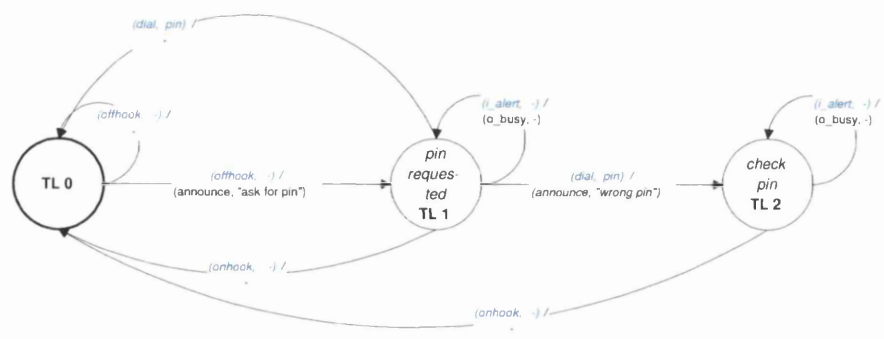 (dial, pin) /
-
(offhook, -) /
-
(i_alert, -) /
(o_busy, -)
(i_alert, -) /
(o_busy, -)
TL 0
(offhook, -) /
(announce, "ask for pin")
pin
reques-
ted
TL 1
(dial, pin) /
(announce, "wrong pin")
check
pin
TL 2
(onhook, -) /
-
(onhook, -) /
-